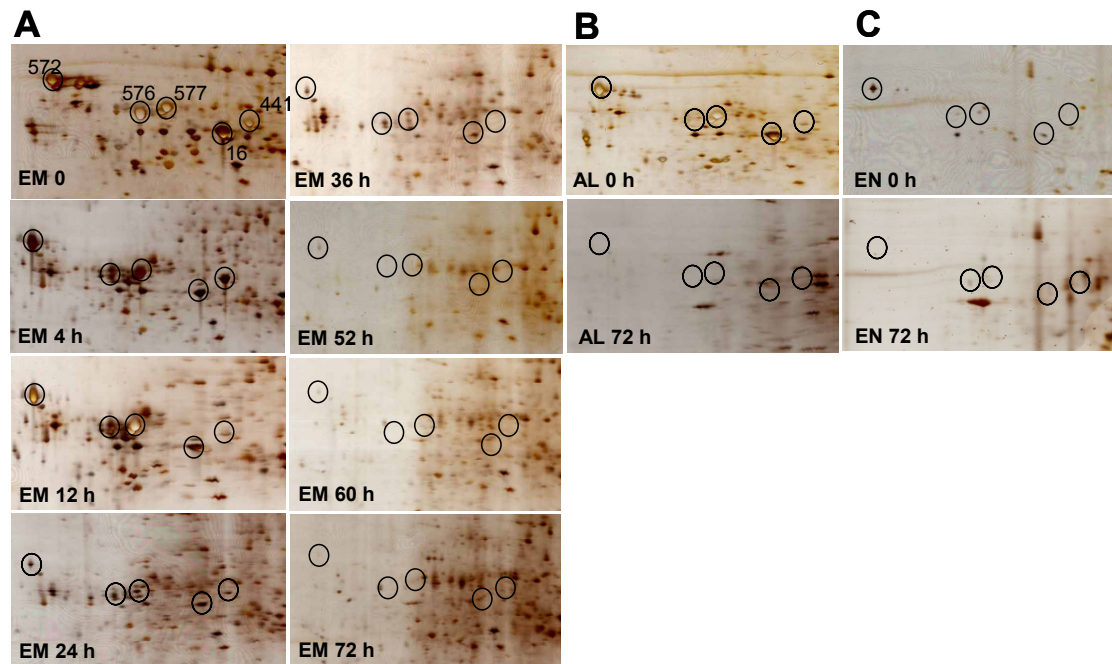 A
B
C
572
576
577
441
16
EM 0
EM 36 h
AL 0 h
EN 0 h
EM 4 h
EM 52 h
AL 72 h
EN 72 h
EM 12 h
EM 60 h
EM 24 h
EM 72 h